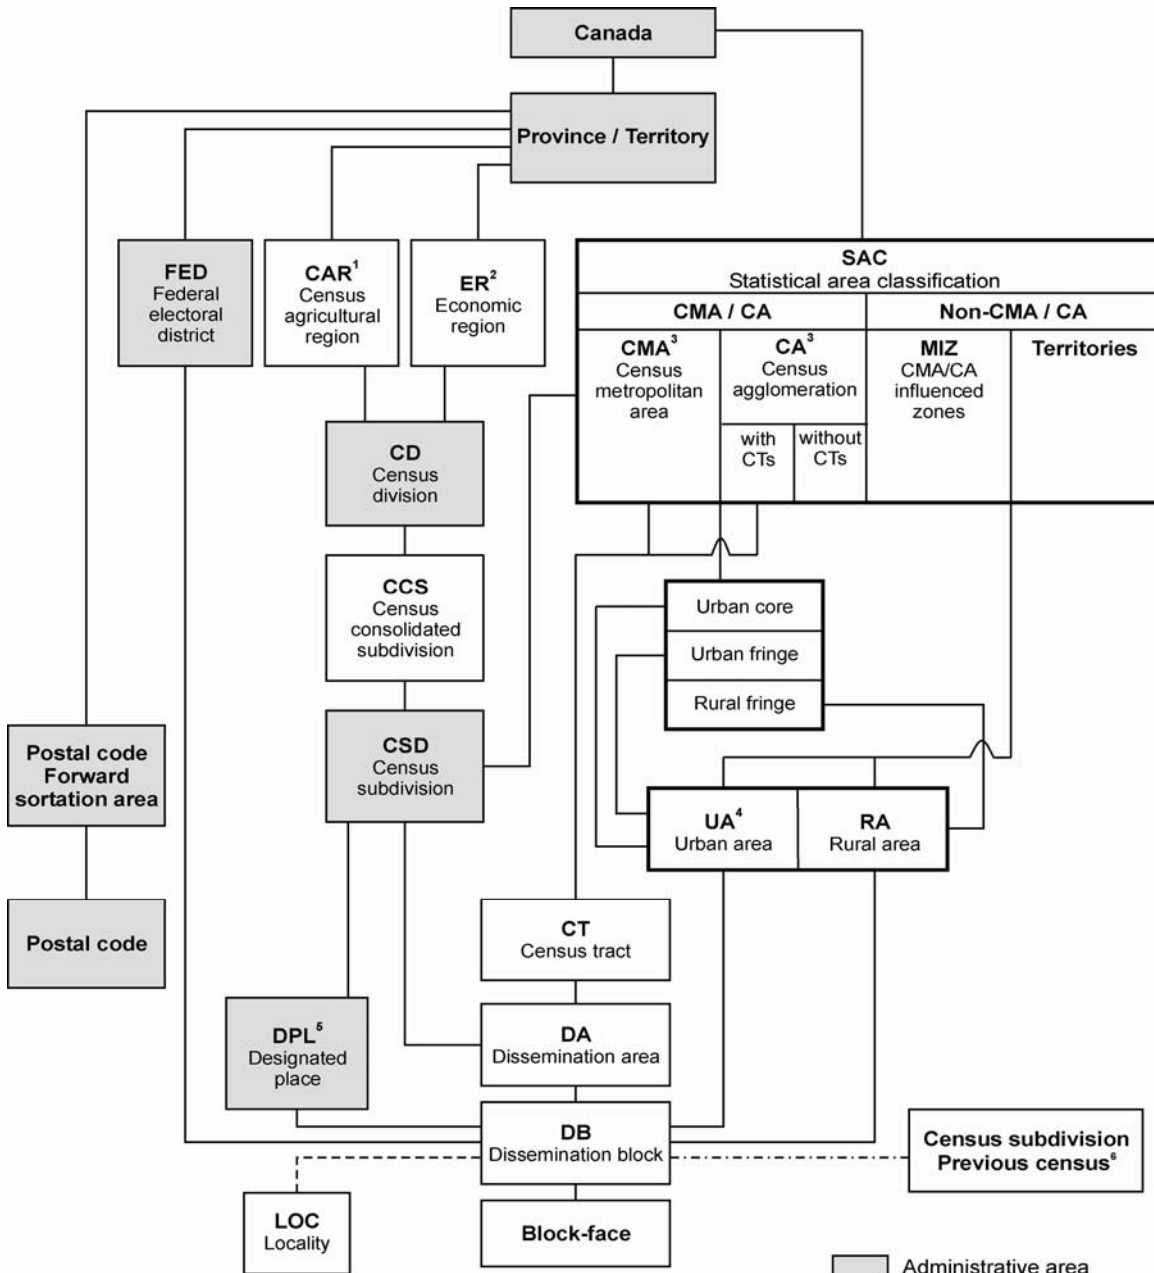 Canada
Province / Territory
FED
Federal
electoral
district
CAR¹
Census
agricultural
region
ER²
Economic
region
SAC
Statistical area classification
CMA / CA
Non-CMA / CA
CMA³
Census
metropolitan
area
CA³
Census
agglomeration
with
CTs
without
CTs
MIZ
CMA/CA
influenced
zones
Territories
CD
Census
division
CCS
Census
consolidated
subdivision
Urban core
Urban fringe
Rural fringe
Postal code
Forward
sortation area
CSD
Census
subdivision
UA⁴
Urban area
RA
Rural area
Postal code
CT
Census tract
DPL⁵
Designated
place
DA
Dissemination area
DB
Dissemination block
Census subdivision
Previous census⁶
LOC
Locality
Block-face
Administrative area